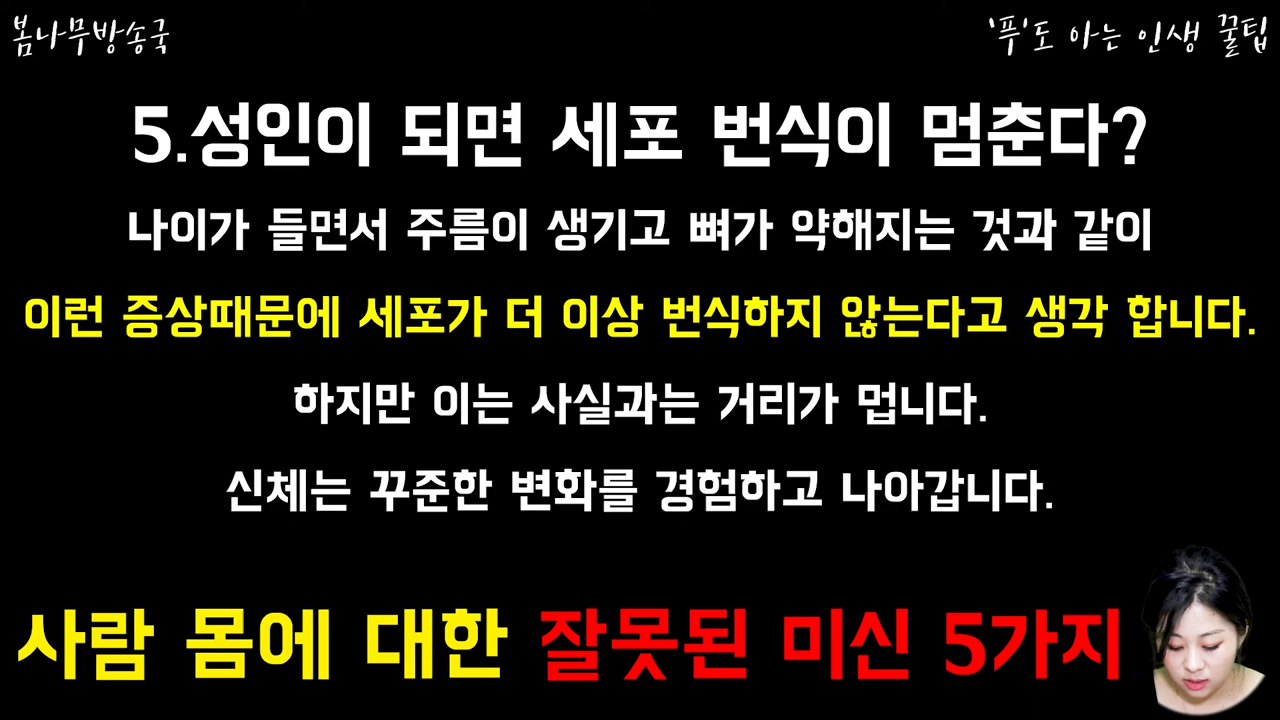 봄나무방송국
'푸'도 아는 인생 꿀팁
5.성인이 되면 세포 번식이 멈춘다?
나이가 들면서 주름이 생기고 뼈가 약해지는 것과 같이
이런 증상때문에 세포가 더 이상 번식하지 않는다고 생각 합니다.
하지만 이는 사실과는 거리가 멉니다.
신체는 꾸준한 변화를 경험하고 나아갑니다.
사람 몸에 대한 잘못된 미신 5가지